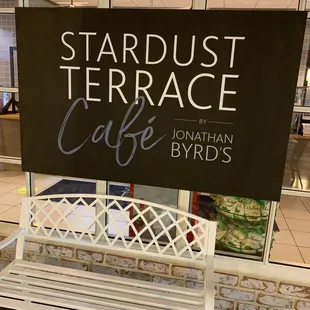 STARDUST
TERRACE
Café
BY
JONATHAN
BYRD'S